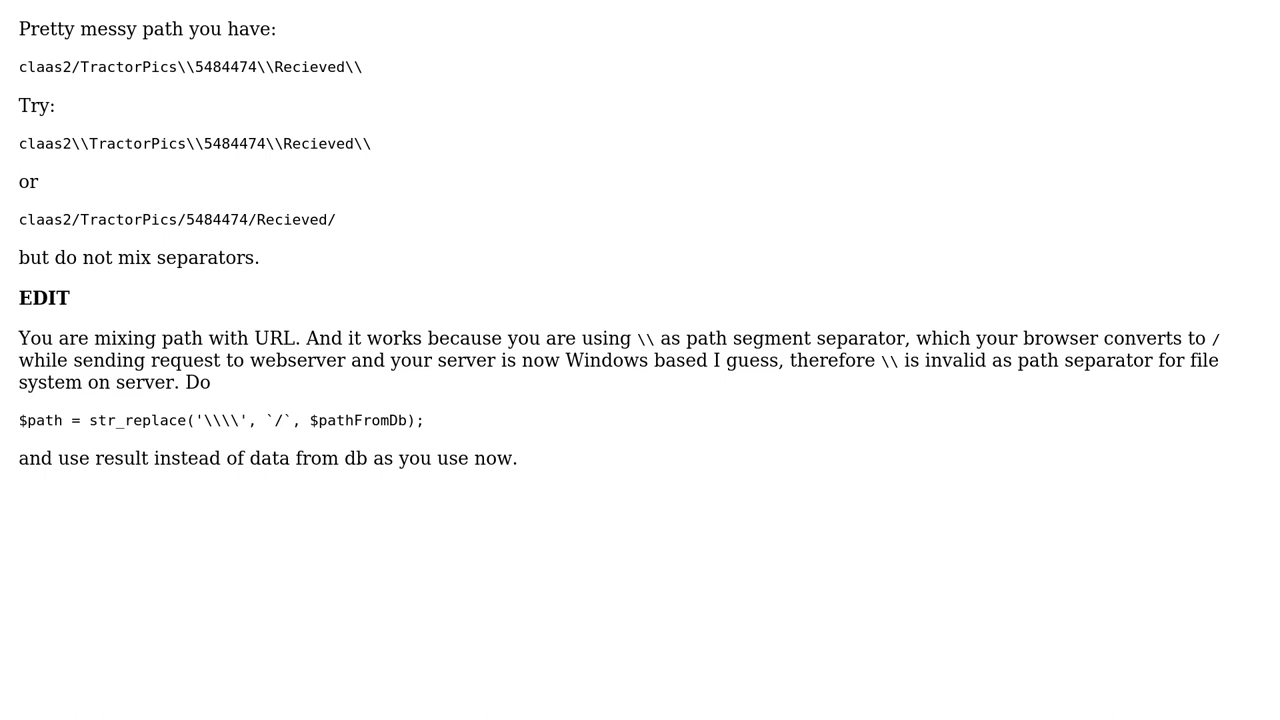 Pretty messy path you have:
claas2/TractorPics\\5484474\\Recieved\\
Try:
claas2\\TractorPics\\5484474\\Recieved\\
or
claas2/TractorPics/5484474/Recieved/
but do not mix separators.
EDIT
You are mixing path with URL. And it works because you are using \\ as path segment separator, which your browser converts to /
while sending request to webserver and your server is now Windows based I guess, therefore \\ is invalid as path separator for file
system on server. Do
$path = str_replace('\\\\', `/`, $pathFromDb);
and use result instead of data from db as you use now.